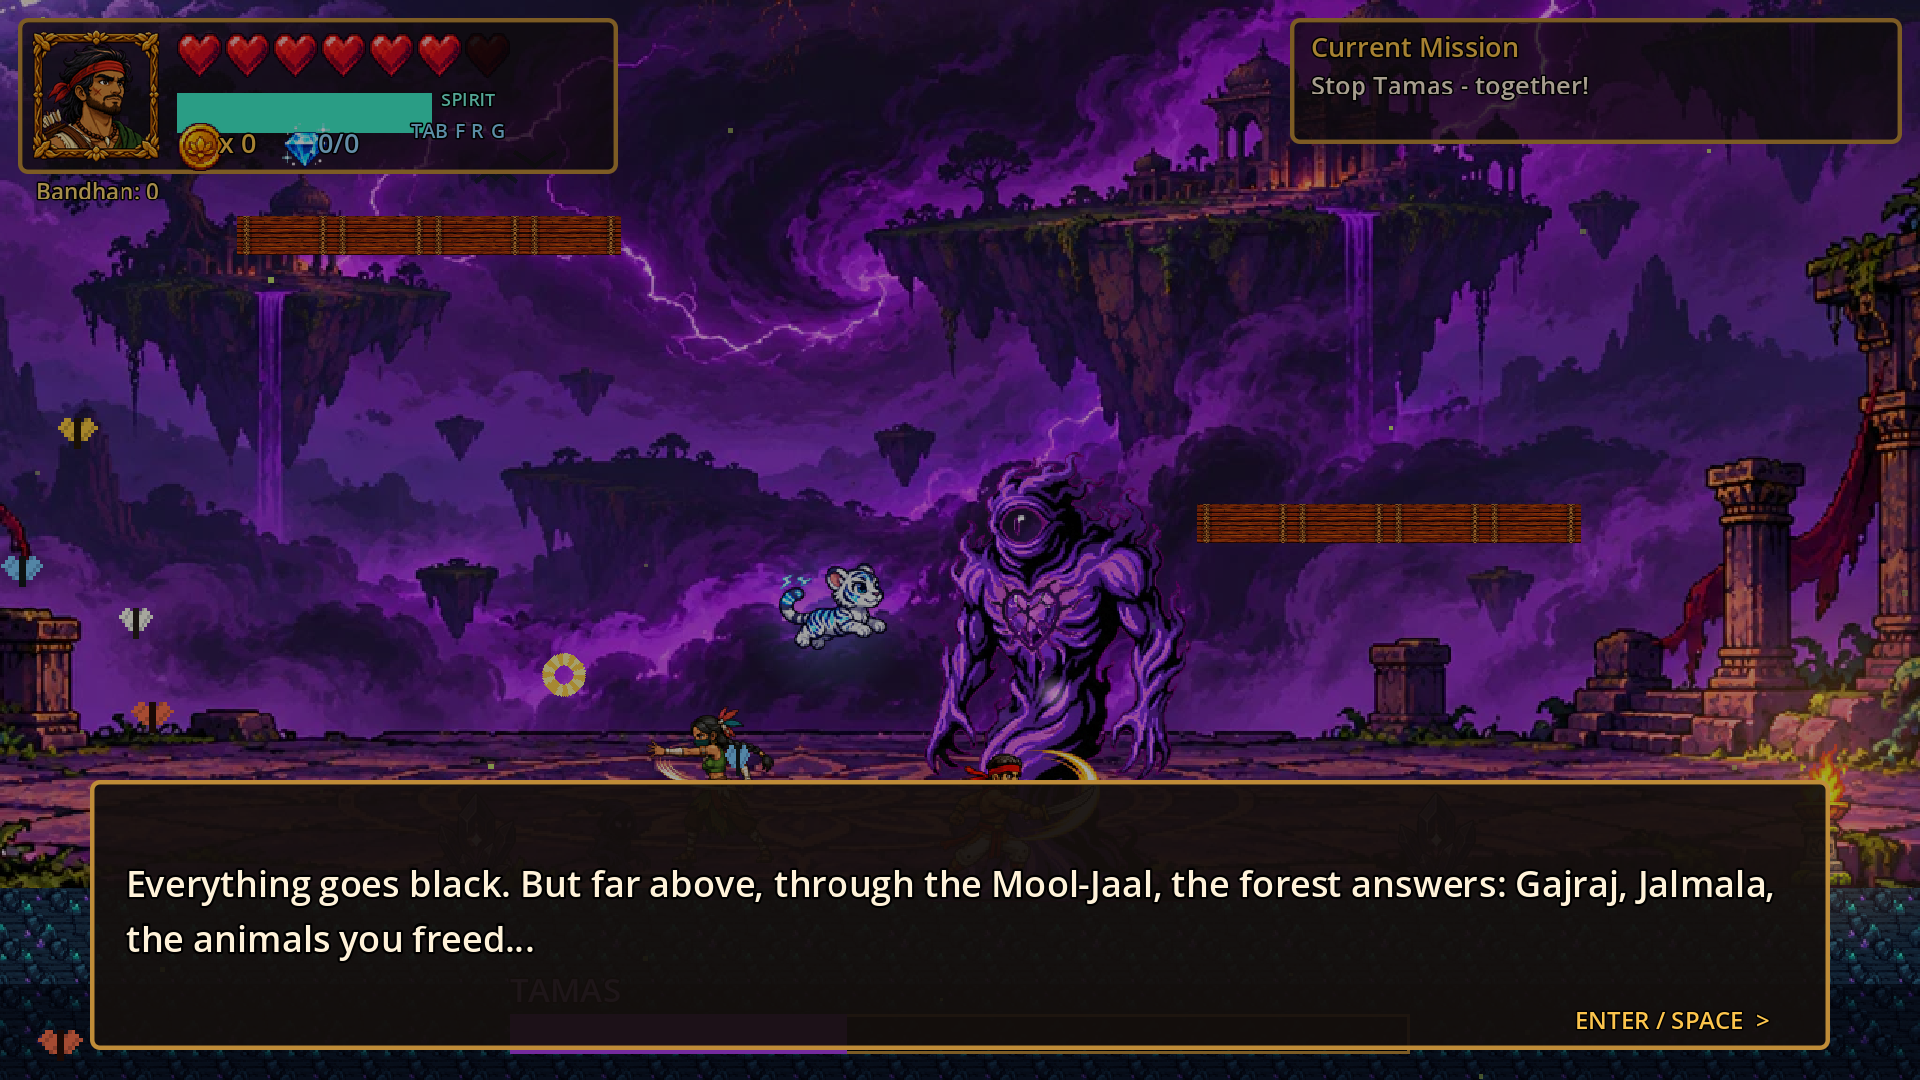 SPIRIT
TAB F R G
x 0
0/0
Bandhan: 0
Current Mission
Stop Tamas - together!
Everything goes black. But far above, through the Mool-Jaal, the forest answers: Gajraj, Jalmala,
the animals you freed...
TAMAS
ENTER / SPACE >